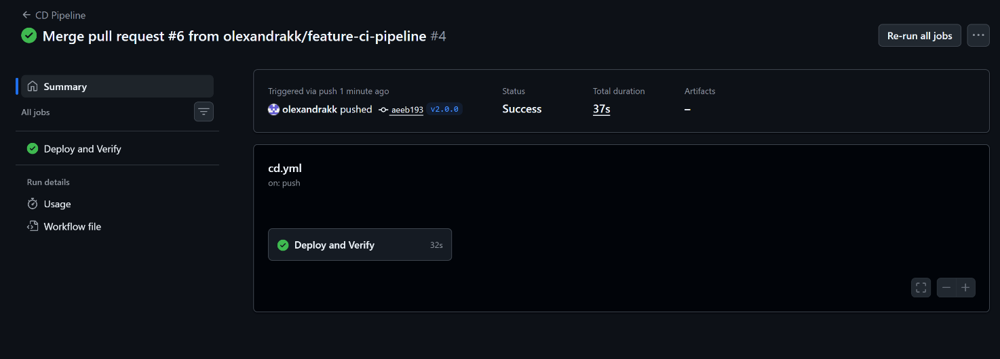 CD Pipeline
Merge pull request #6 from olexandrakk/feature-ci-pipeline #4
Re-run all jobs
Summary
All jobs
Deploy and Verify
Run details
Usage
Workflow file
Triggered via push 1 minute ago
olexandrakk pushed aeeb193 v2.0.0
Status
Success
Total duration
37s
Artifacts
–
cd.yml
on: push
Deploy and Verify 32s